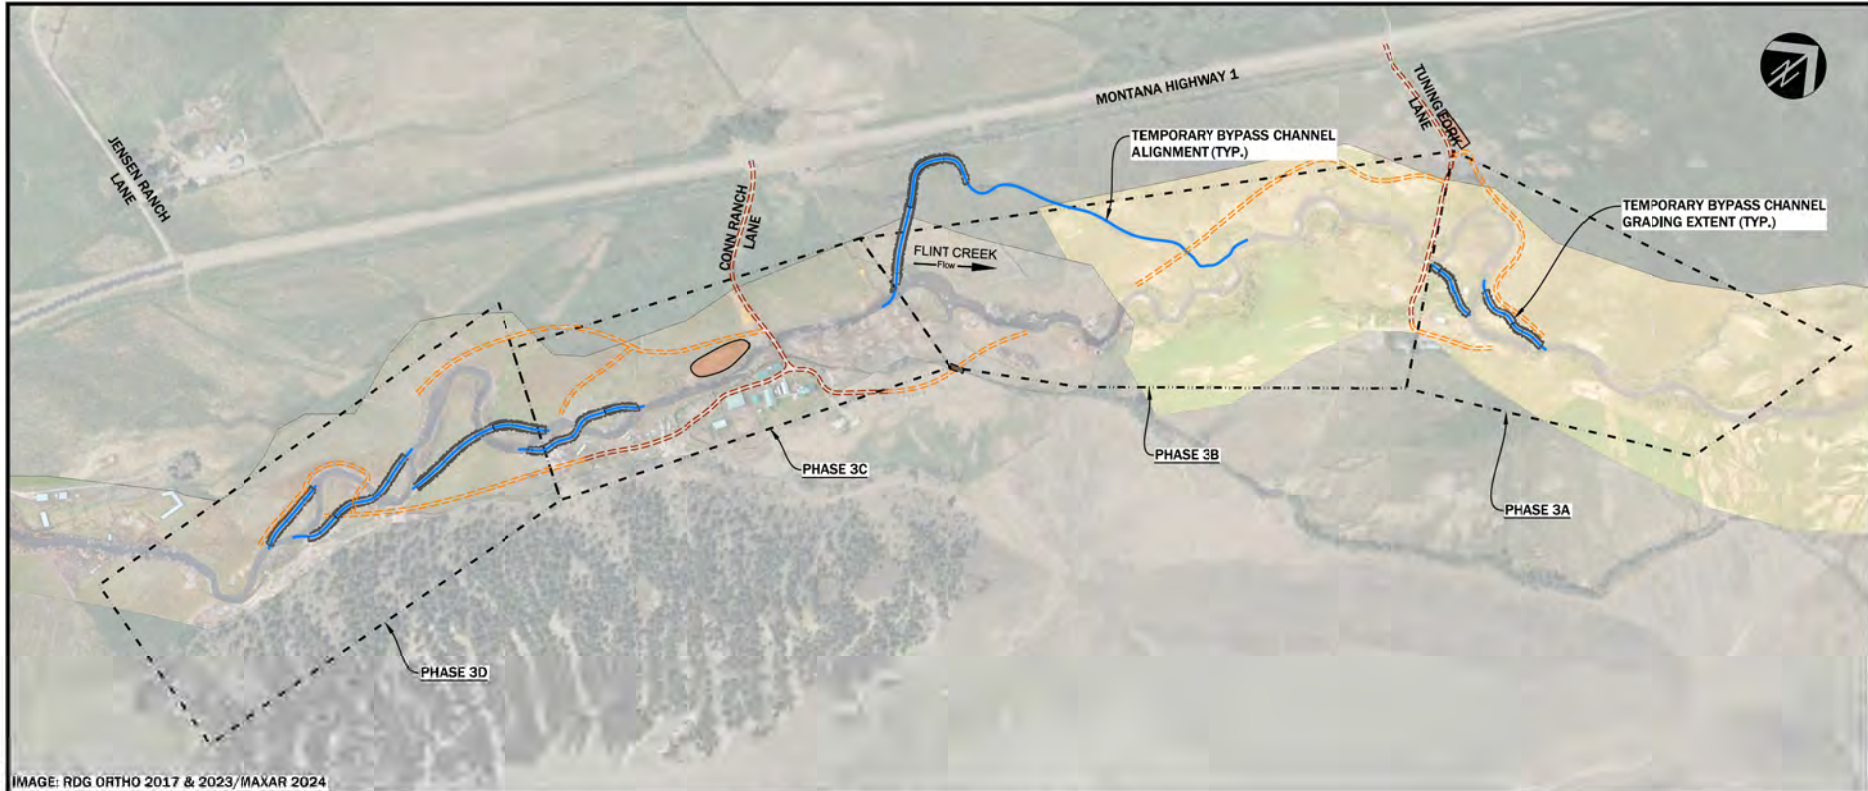 MONTANA HIGHWAY 1
TUNING FORK
LANE
TEMPORARY BYPASS CHANNEL
ALIGNMENT (TYP.)
JENSEN RANCH
LANE
CONN RANCH
LANE
TEMPORARY BYPASS CHANNEL
GRADING EXTENT (TYP.)
FLINT CREEK
Flow
PHASE 3C
PHASE 3B
PHASE 3A
PHASE 3D
IMAGE: RDG ORTHO 2017 & 2023/MAXAR 2024